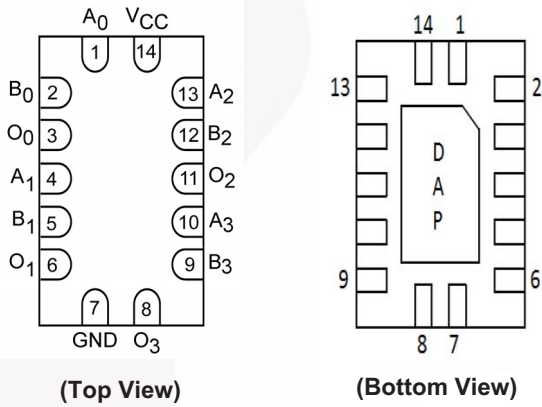 A0 VCC
1 14
B0 2 13 A2
O0 3 12 B2
A1 4 11 O2
B1 5 10 A3
O1 6 9 B3
7 8
GND O3
(Top View)
14 1
13 2
D
A
P
9 6
8 7
(Bottom View)